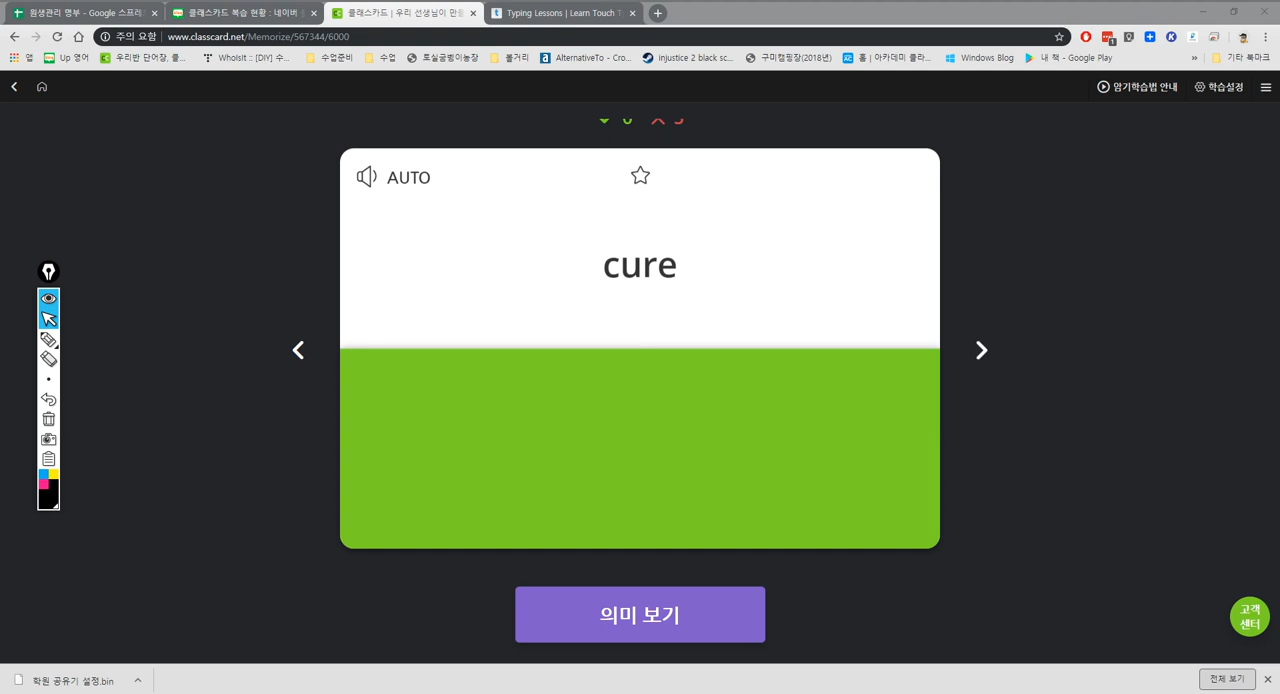 원생관리 명부 - Google 스프레
클래스카드 복습 현황 : 네이버
클래스카드 | 우리 선생님이 만든
Typing Lessons | Learn Touch T
주의 요함 | www.classcard.net/Memorize/567344/6000
앱 Up 영어 우리반 단어장, 클... WhoIst :: [DIY] 수... 수업준비 수업 토실굼벵이농장 볼거리 AlternativeTo - Cro... injustice 2 black sc... 구미캠핑장(2018년) 홈 | 아카데미 클라... Windows Blog 내 책 - Google Play » 기타 북마크
암기학습법 안내 학습설정
AUTO
cure
의미 보기
고객
센터
학원 공유기 설정.bin 전체 보기